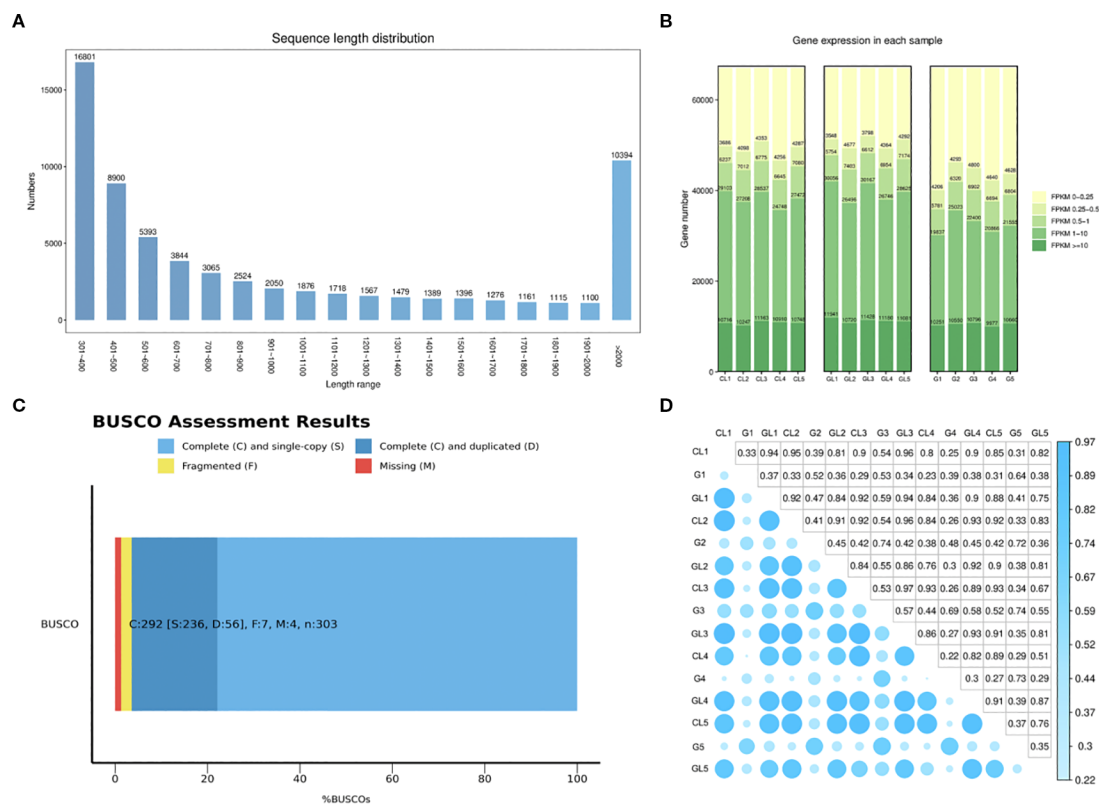 A
Sequence length distribution
Numbers
15000
10000
5000
0
16801
8900
5393
3844
3065
2524
2050
1876
1718
1567
1479
1389
1396
1276
1161
1115
1100
10394
301~400
401~500
501~600
601~700
701~800
801~900
901~1000
1001~1100
1101~1200
1201~1300
1301~1400
1401~1500
1501~1600
1601~1700
1701~1800
1801~1900
1901~2000
>2000
Length range
B
Gene expression in each sample
Gene number
60000
40000
20000
0
CL1 CL2 CL3 CL4 CL5
GL1 GL2 GL3 GL4 GL5
G1 G2 G3 G4 G5
FPKM 0~0.25
FPKM 0.25~0.5
FPKM 0.5~1
FPKM 1~10
FPKM >=10
C
BUSCO Assessment Results
Complete (C) and single-copy (S)
Complete (C) and duplicated (D)
Fragmented (F)
Missing (M)
BUSCO
C:292 [S:236, D:56], F:7, M:4, n:303
0 20 40 60 80 100
%BUSCOs
D
CL1 G1 GL1 CL2 G2 GL2 CL3 G3 GL3 CL4 G4 GL4 CL5 G5 GL5
CL1 0.33 0.94 0.95 0.39 0.81 0.9 0.54 0.96 0.8 0.25 0.9 0.85 0.31 0.82
G1 0.37 0.33 0.52 0.36 0.29 0.53 0.34 0.23 0.39 0.38 0.31 0.64 0.38
GL1 0.92 0.47 0.84 0.92 0.59 0.94 0.84 0.36 0.9 0.88 0.41 0.75
CL2 0.41 0.91 0.92 0.54 0.96 0.84 0.26 0.93 0.92 0.33 0.83
G2 0.45 0.42 0.74 0.42 0.38 0.48 0.45 0.42 0.72 0.36
GL2 0.84 0.55 0.86 0.76 0.3 0.92 0.9 0.38 0.81
CL3 0.53 0.97 0.93 0.26 0.89 0.93 0.34 0.67
G3 0.57 0.44 0.69 0.58 0.52 0.74 0.55
GL3 0.86 0.27 0.93 0.91 0.35 0.81
CL4 0.22 0.82 0.89 0.29 0.51
G4 0.3 0.27 0.73 0.29
GL4 0.91 0.39 0.87
CL5 0.37 0.76
G5 0.35
GL5
0.97
0.89
0.82
0.74
0.67
0.59
0.52
0.44
0.37
0.3
0.22